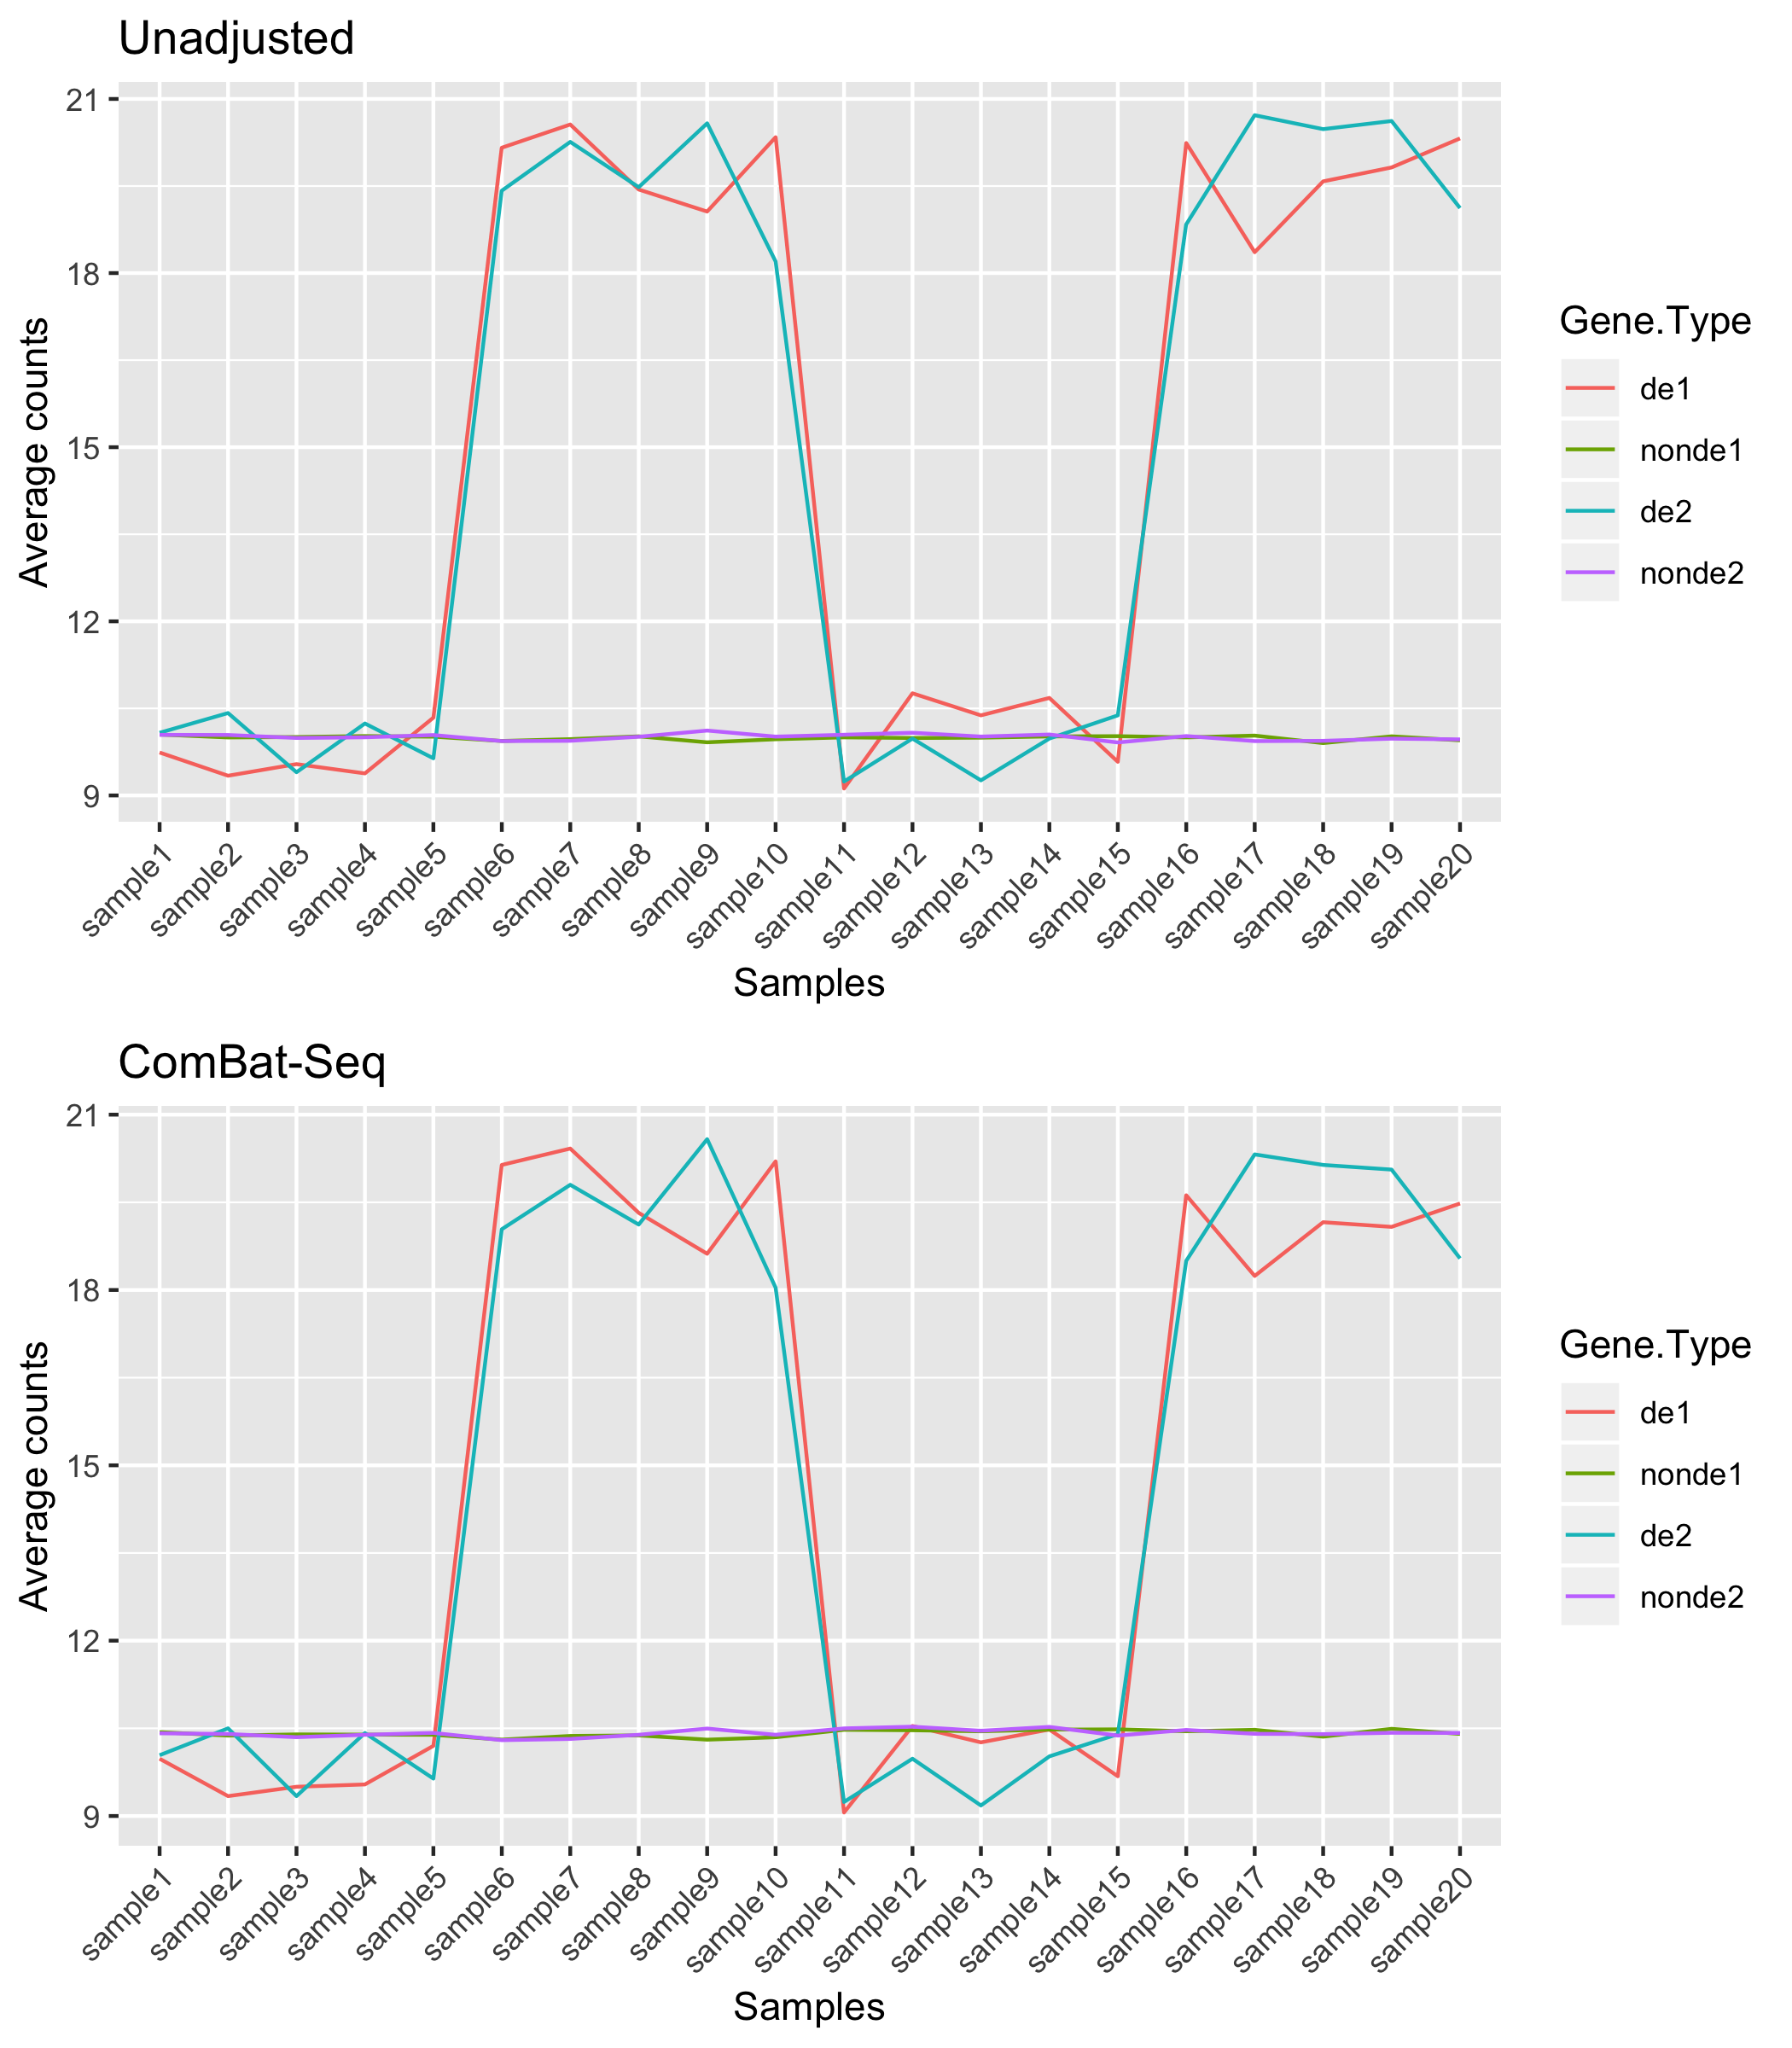 Unadjusted
21
18
15
12
9
Average counts
sample1
sample2
sample3
sample4
sample5
sample6
sample7
sample8
sample9
sample10
sample11
sample12
sample13
sample14
sample15
sample16
sample17
sample18
sample19
sample20
Samples
Gene.Type
de1
nonde1
de2
nonde2
ComBat-Seq
21
18
15
12
9
Average counts
sample1
sample2
sample3
sample4
sample5
sample6
sample7
sample8
sample9
sample10
sample11
sample12
sample13
sample14
sample15
sample16
sample17
sample18
sample19
sample20
Samples
Gene.Type
de1
nonde1
de2
nonde2